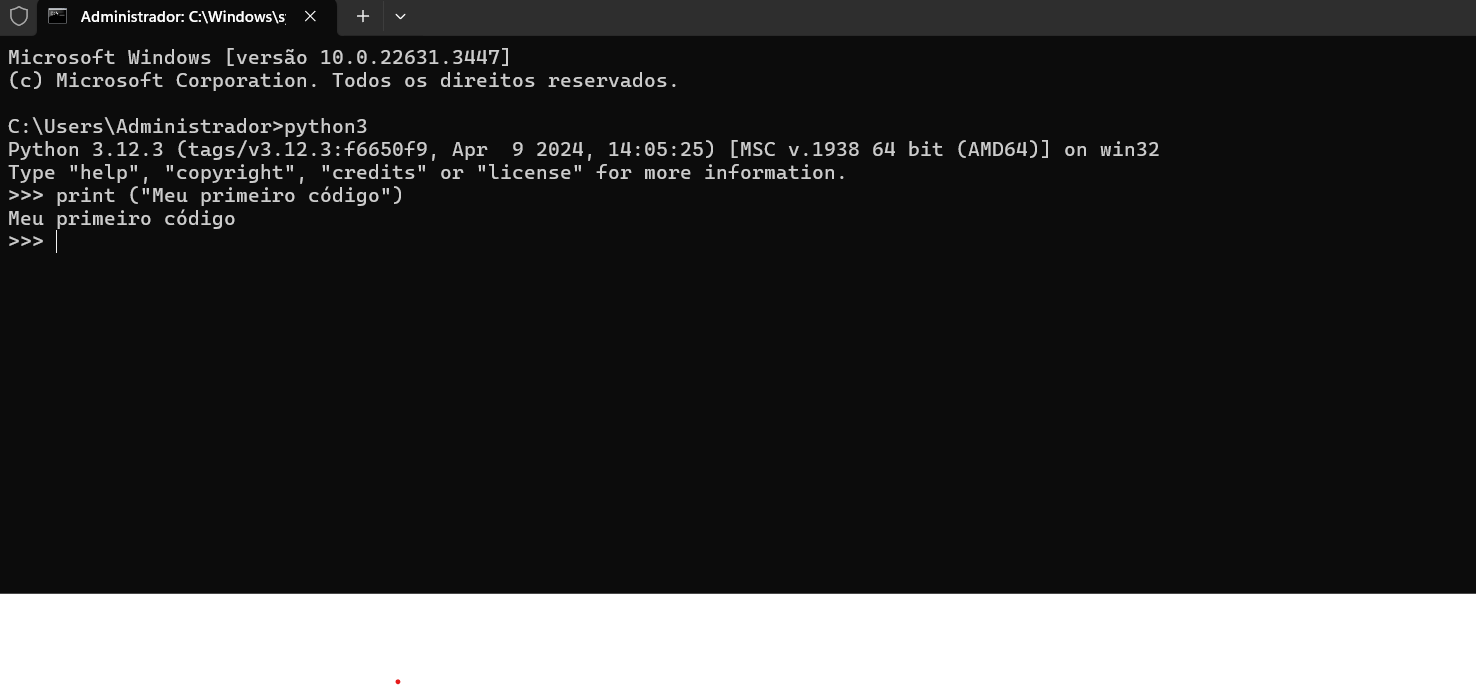 Administrador: C:\Windows\s
Microsoft Windows [versão 10.0.22631.3447]
(c) Microsoft Corporation. Todos os direitos reservados.
C:\Users\Administrador>python3
Python 3.12.3 (tags/v3.12.3:f6650f9, Apr  9 2024, 14:05:25) [MSC v.1938 64 bit (AMD64)] on win32
Type "help", "copyright", "credits" or "license" for more information.
>>> print ("Meu primeiro código")
Meu primeiro código
>>>